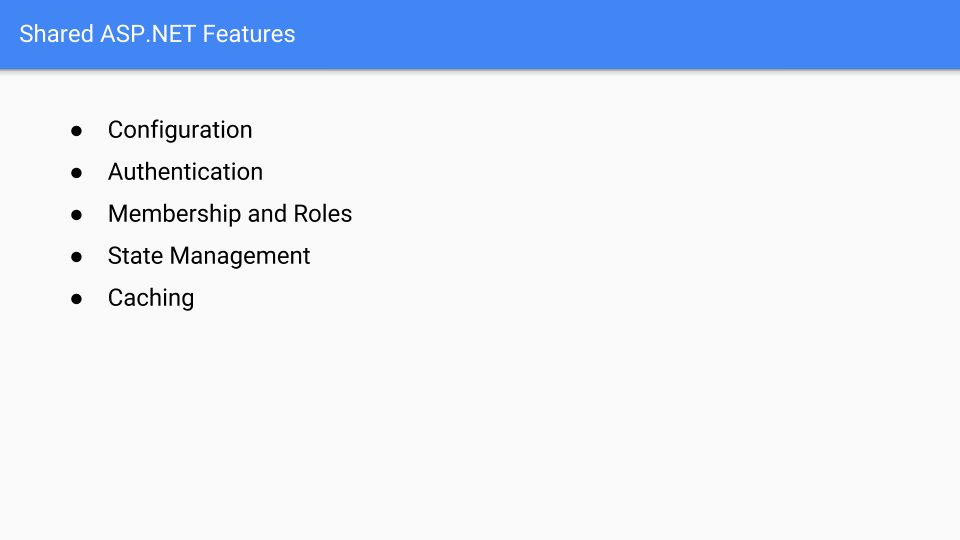 Shared ASP.NET Features
● Configuration
● Authentication
● Membership and Roles
● State Management
● Caching